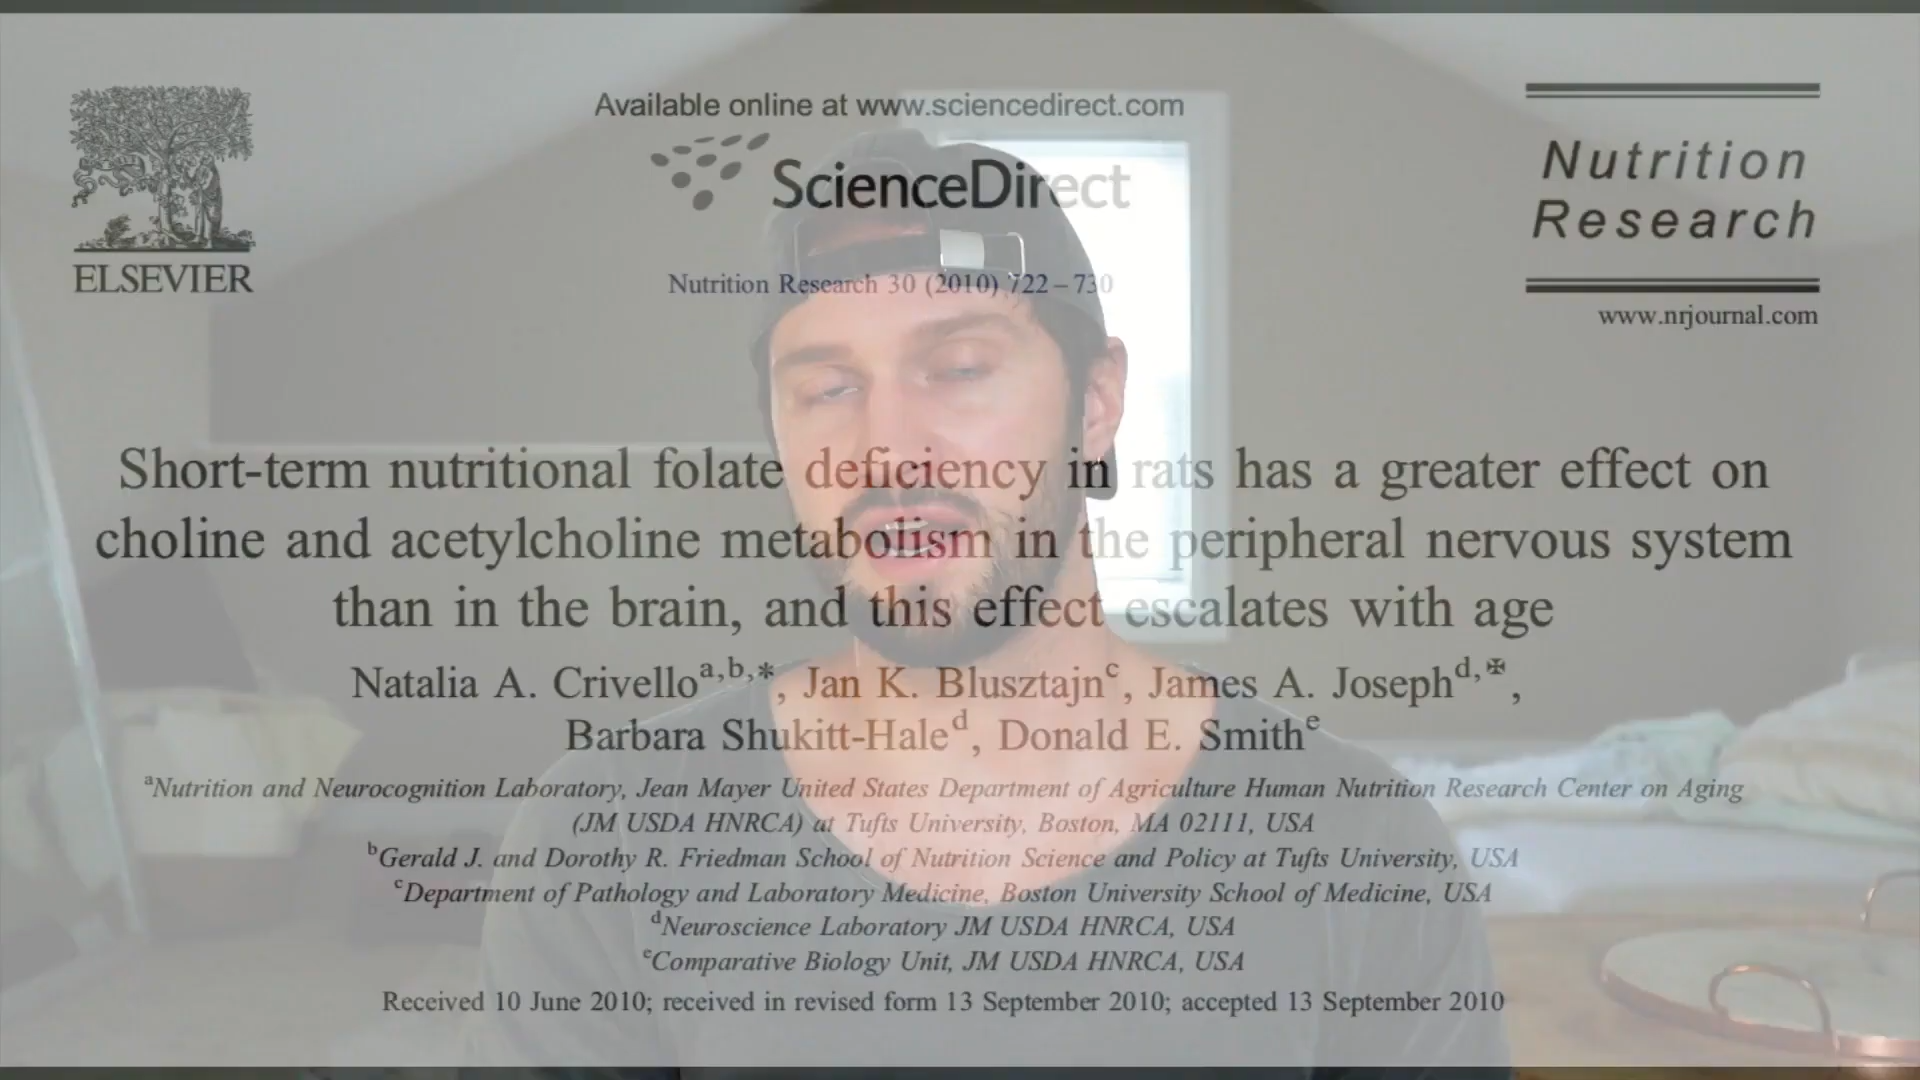 Available online at www.sciencedirect.com
ScienceDirect
ELSEVIER
Nutrition Research 30 (2010) 722–730
Nutrition
Research
www.nrjournal.com
Short-term nutritional folate deficiency in rats has a greater effect on
choline and acetylcholine metabolism in the peripheral nervous system
than in the brain, and this effect escalates with age
Natalia A. Crivelloa,b,*, Jan K. Blusztajnc, James A. Josephd,✠,
Barbara Shukitt-Haled, Donald E. Smithe
aNutrition and Neurocognition Laboratory, Jean Mayer United States Department of Agriculture Human Nutrition Research Center on Aging
(JM USDA HNRCA) at Tufts University, Boston, MA 02111, USA
bGerald J. and Dorothy R. Friedman School of Nutrition Science and Policy at Tufts University, USA
cDepartment of Pathology and Laboratory Medicine, Boston University School of Medicine, USA
dNeuroscience Laboratory JM USDA HNRCA, USA
eComparative Biology Unit, JM USDA HNRCA, USA
Received 10 June 2010; received in revised form 13 September 2010; accepted 13 September 2010